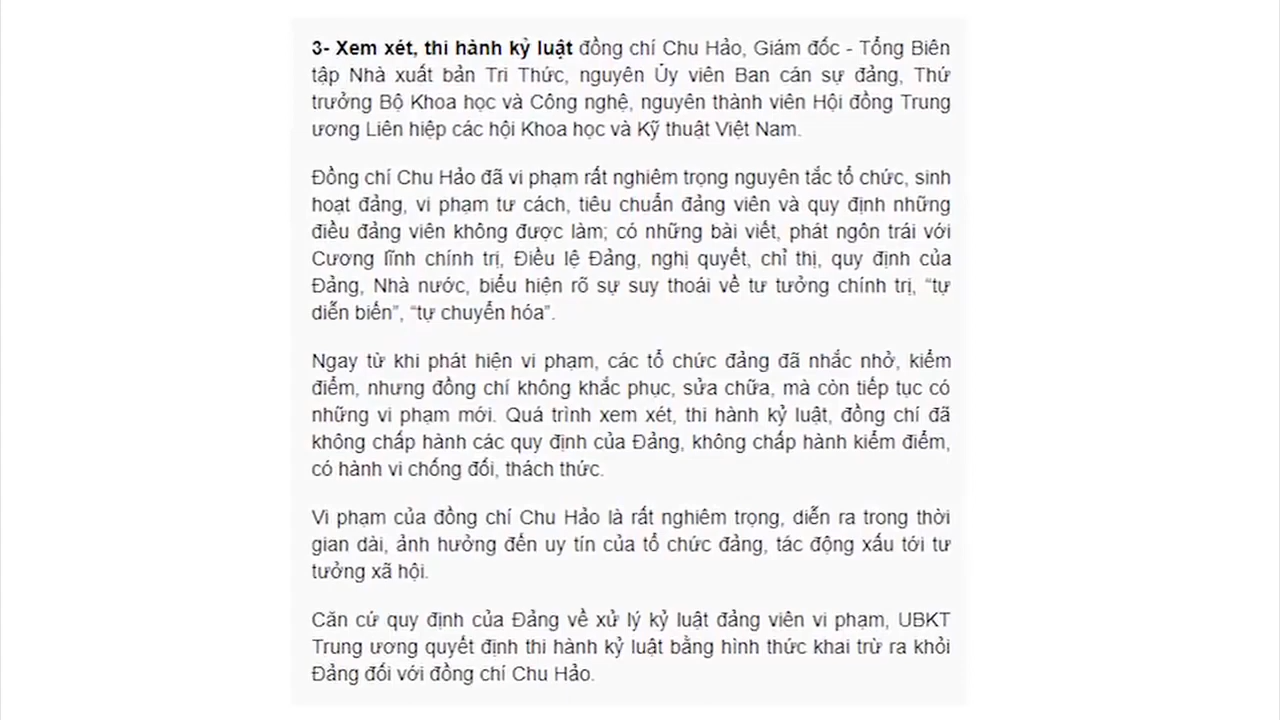 3- Xem xét, thi hành kỷ luật đồng chí Chu Hảo, Giám đốc - Tổng Biên
tập Nhà xuất bản Tri Thức, nguyên Ủy viên Ban cán sự đảng, Thứ
trưởng Bộ Khoa học và Công nghệ, nguyên thành viên Hội đồng Trung
ương Liên hiệp các hội Khoa học và Kỹ thuật Việt Nam.
Đồng chí Chu Hảo đã vi phạm rất nghiêm trọng nguyên tắc tổ chức, sinh
hoạt đảng, vi phạm tư cách, tiêu chuẩn đảng viên và quy định những
điều đảng viên không được làm; có những bài viết, phát ngôn trái với
Cương lĩnh chính trị, Điều lệ Đảng, nghị quyết, chỉ thị, quy định của
Đảng, Nhà nước, biểu hiện rõ sự suy thoái về tư tưởng chính trị, “tự
diễn biến”, “tự chuyển hóa”.
Ngay từ khi phát hiện vi phạm, các tổ chức đảng đã nhắc nhở, kiểm
điểm, nhưng đồng chí không khắc phục, sửa chữa, mà còn tiếp tục có
những vi phạm mới. Quá trình xem xét, thi hành kỷ luật, đồng chí đã
không chấp hành các quy định của Đảng, không chấp hành kiểm điểm,
có hành vi chống đối, thách thức.
Vi phạm của đồng chí Chu Hảo là rất nghiêm trọng, diễn ra trong thời
gian dài, ảnh hưởng đến uy tín của tổ chức đảng, tác động xấu tới tư
tưởng xã hội.
Căn cứ quy định của Đảng về xử lý kỷ luật đảng viên vi phạm, UBKT
Trung ương quyết định thi hành kỷ luật bằng hình thức khai trừ ra khỏi
Đảng đối với đồng chí Chu Hảo.